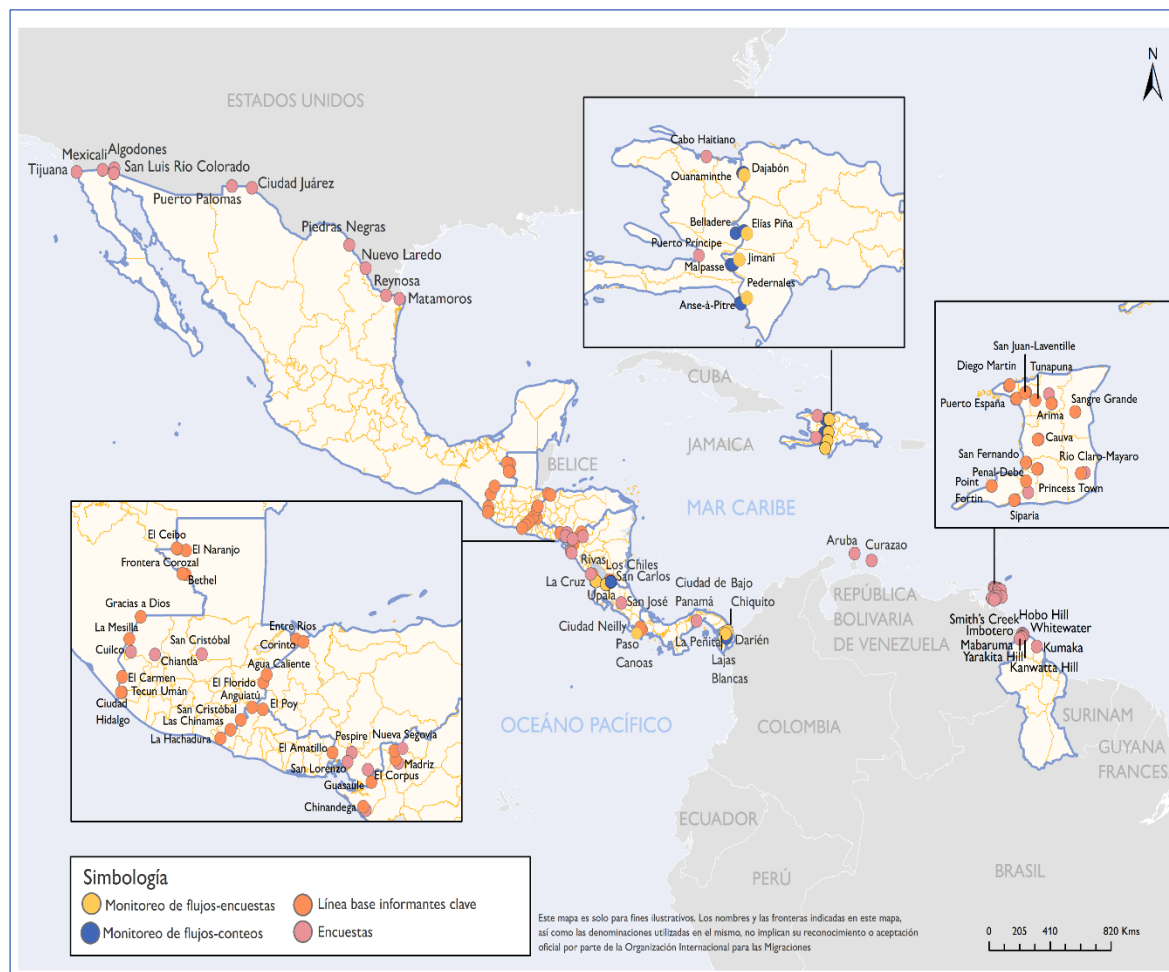 N
ESTADOS UNIDOS
Mexicali
Algodones
Tijuana
San Luis Río Colorado
Puerto Palomas
Ciudad Juárez
Piedras Negras
Nuevo Laredo
Reynosa
Matamoros
Cabo Haitiano
Ouanaminthe
Dajabón
Belladere
Elías Piña
Puerto Príncipe
Malpasse
Jimaní
Pedernales
Anse-à-Pitre
CUBA
JAMAICA
BELICE
MAR CARIBE
San Juan-Laventille
Diego Martin
Tunapuna
Puerto España
Sangre Grande
Arima
Cauva
San Fernando
Rio Claro-Mayaro
Penal-Debe
Point
Fortin
Princess Town
Siparia
El Ceibo
El Naranjo
Frontera Corozal
Bethel
Gracias a Dios
La Mesilla
San Cristóbal
Cuilco
Chiantla
Entre Ríos
Corinto
Agua Caliente
El Carmen
El Florido
Tecun Umán
Anguiatú
Ciudad
Hidalgo
San Cristóbal
El Poy
Las Chinamas
La Hachadura
El Amatillo
Pespire
Nueva Segovia
San Lorenzo
Madriz
El Corpus
Guasaule
Chinandega
Rivas
Los Chiles
La Cruz
San Carlos
Upala
San José
Ciudad Neilly
Paso
Canoas
Ciudad de
Panamá
Bajo
Chiquito
La Peñita
Darién
Lajas
Blancas
Aruba
Curazao
REPÚBLICA
BOLIVARIA
DE VENEZUELA
Smith's Creek
Hobo Hill
Imbotero
Whitewater
Mabaruma
Kumaka
Yarakita Hill
Kanwatta Hill
OCEÁNO PACÍFICO
COLOMBIA
SURINAM
GUYANA
FRANCES
ECUADOR
PERÚ
BRASIL
Simbología
Monitoreo de flujos-encuestas
Línea base informantes clave
Monitoreo de flujos-conteos
Encuestas
Este mapa es solo para fines ilustrativos. Los nombres y las fronteras indicadas en este mapa,
así como las denominaciones utilizadas en el mismo, no implican su reconocimiento o aceptación
oficial por parte de la Organización Internacional para las Migraciones
0 205 410 820 Kms